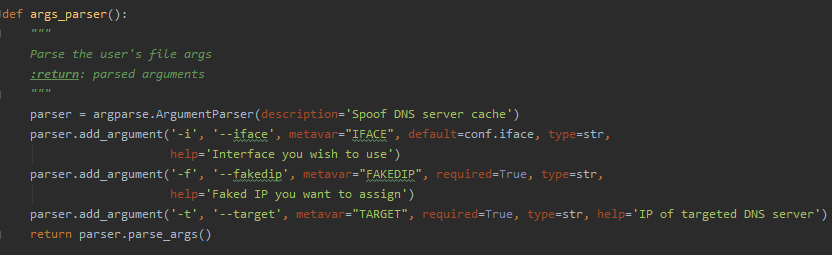 def args_parser():
    """
    Parse the user's file args
    :return: parsed arguments
    """
    parser = argparse.ArgumentParser(description='Spoof DNS server cache')
    parser.add_argument('-i', '--iface', metavar="IFACE", default=conf.iface, type=str,
                        help='Interface you wish to use')
    parser.add_argument('-f', '--fakedip', metavar="FAKEDIP", required=True, type=str,
                        help='Faked IP you want to assign')
    parser.add_argument('-t', '--target', metavar="TARGET", required=True, type=str, help='IP of targeted DNS server')
    return parser.parse_args()